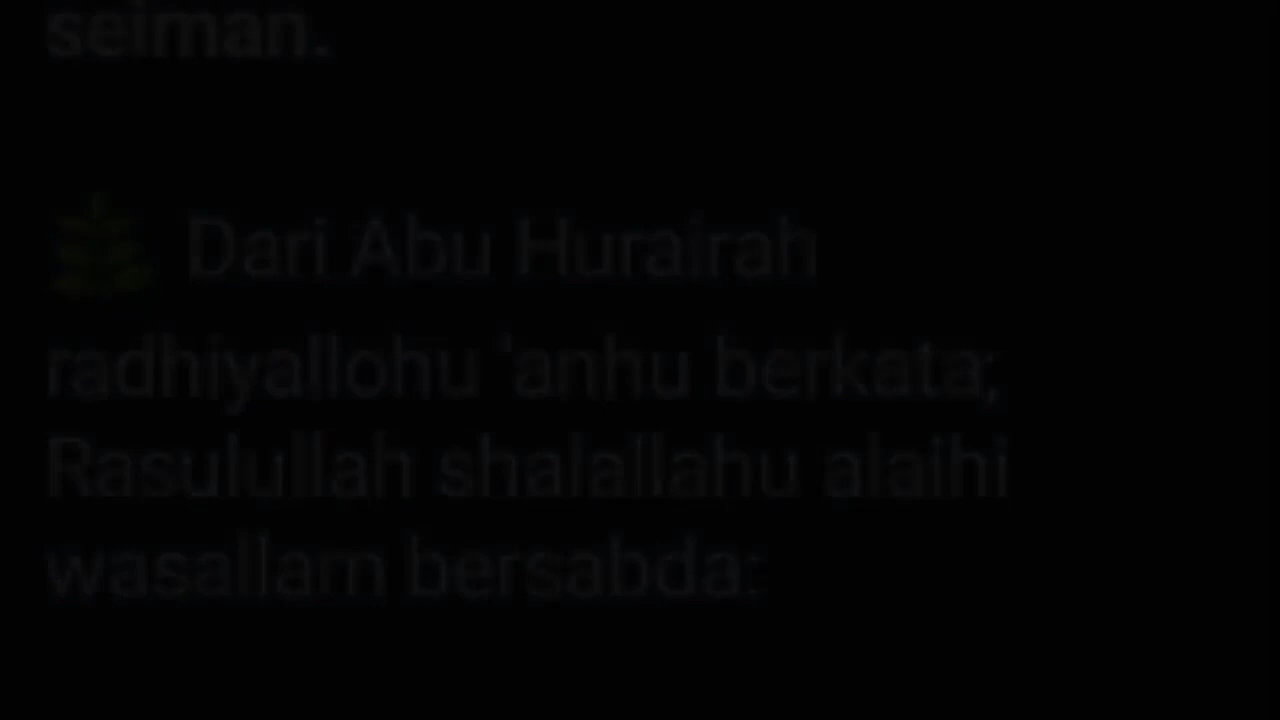 seiman.
Dari Abu Hurairah
radhiyallohu 'anhu berkata;
Rasulullah shalallahu alaihi
wasallam bersabda: